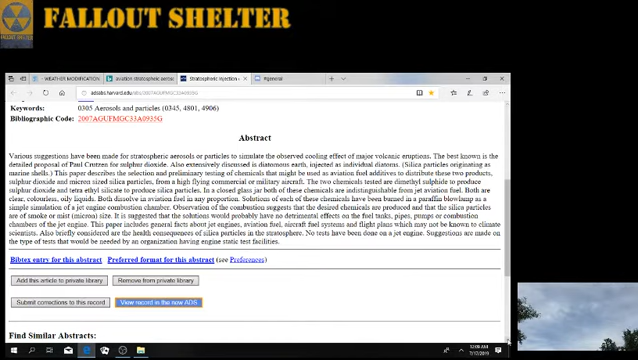 FALLOUT SHELTER
WEATHER MODIFICATION
aviation stratospheric aerosol
Stratospheric Injection
#general
Keywords: 0305 Aerosols and particles (0345, 4801, 4906)
Bibliographic Code: 2007AGUFMGC33A0935G
Abstract
Various suggestions have been made for stratospheric aerosols or particles to simulate the observed cooling effect of major volcanic eruptions. The best known is the
detailed proposal of Paul Crutzen for sulphur dioxide. Also extensively discussed is diatomous earth, injected as individual diatoms. (Silica particles originating as
marine shells.) This paper describes the selection and preliminary testing of chemicals that might be used as aviation fuel additives to distribute these two products,
sulphur dioxide and micron sized silica particles, from a high flying commercial or military aircraft. The two chemicals tested are dimethyl sulphide to produce
sulphur dioxide and tetra ethyl silicate to produce silica particles. In a closed glass jar both of these chemicals are indistinguishable from jet aviation fuel. Both are
clear, colourless, oily liquids. Both dissolve in aviation fuel in any proportion. Solutions of each of these chemicals have been burned in a paraffin blowlamp as a
simple simulation of a jet engine combustion chamber. Observation of the combustion suggests that the desired chemicals are produced and that the silica particles
are of smoke or mist (micron) size. It is suggested that the solutions would probably have no detrimental effects on the fuel tanks, pipes, pumps or combustion
chambers of the jet engine. This paper includes general facts about jet engines, aviation fuel, aircraft fuel systems and flight plans which may not be known to climate
scientists. Also briefly considered are the health consequences of silica particles in the stratosphere. No tests have been done on a jet engine. Suggestions are made on
the type of tests that would be needed by an organization having engine static test facilities.
Bibtex entry for this abstract Preferred format for this abstract (see Preferences)
Add this article to private library Remove from private library
Submit corrections to this record View record in the new ADS
Find Similar Abstracts:
7/17/2019